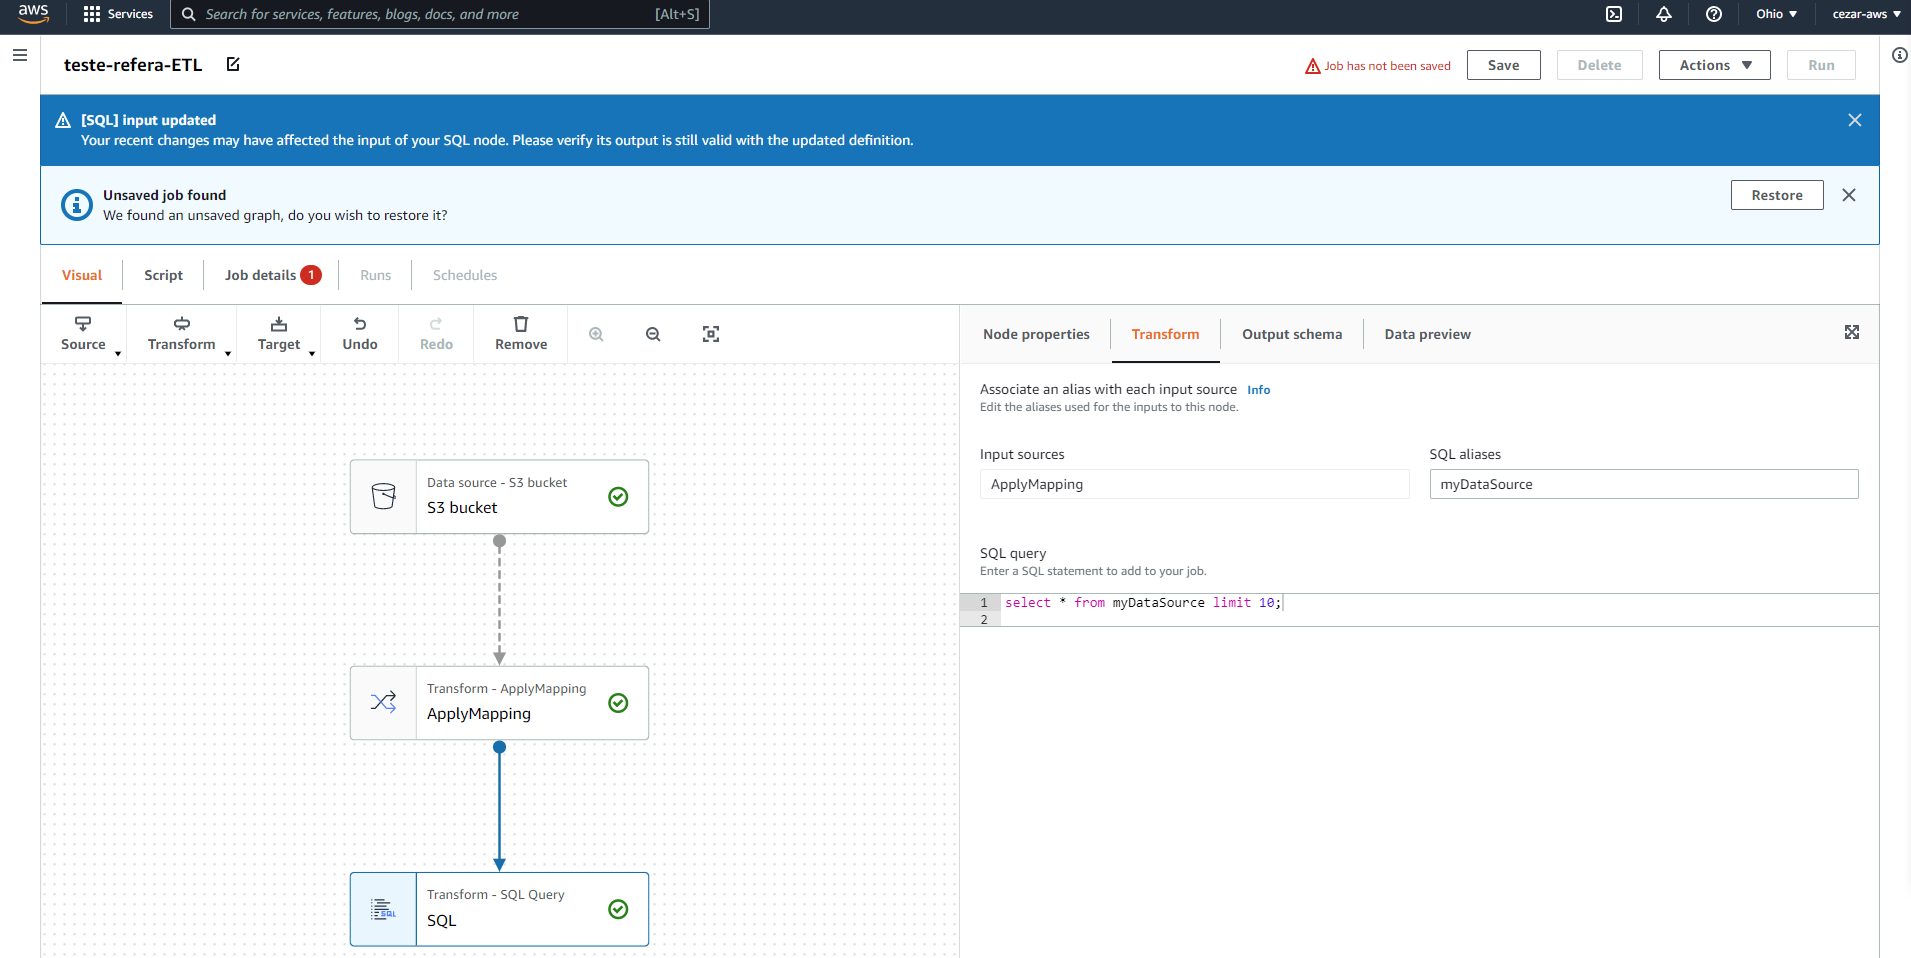 aws
Services
Search for services, features, blogs, docs, and more
[Alt+S]
Ohio ▼
cezar-aws ▼
teste-refera-ETL
Job has not been saved
Save
Delete
Actions ▼
Run
[SQL] input updated
Your recent changes may have affected the input of your SQL node. Please verify its output is still valid with the updated definition.
Unsaved job found
We found an unsaved graph, do you wish to restore it?
Restore
Visual
Script
Job details 1
Runs
Schedules
Source
Transform
Target
Undo
Redo
Remove
Node properties
Transform
Output schema
Data preview
Data source - S3 bucket
S3 bucket
Transform - ApplyMapping
ApplyMapping
Transform - SQL Query
SQL
SQL
Associate an alias with each input source Info
Edit the aliases used for the inputs to this node.
Input sources
SQL aliases
ApplyMapping
myDataSource
SQL query
Enter a SQL statement to add to your job.
1 select * from myDataSource limit 10;
2